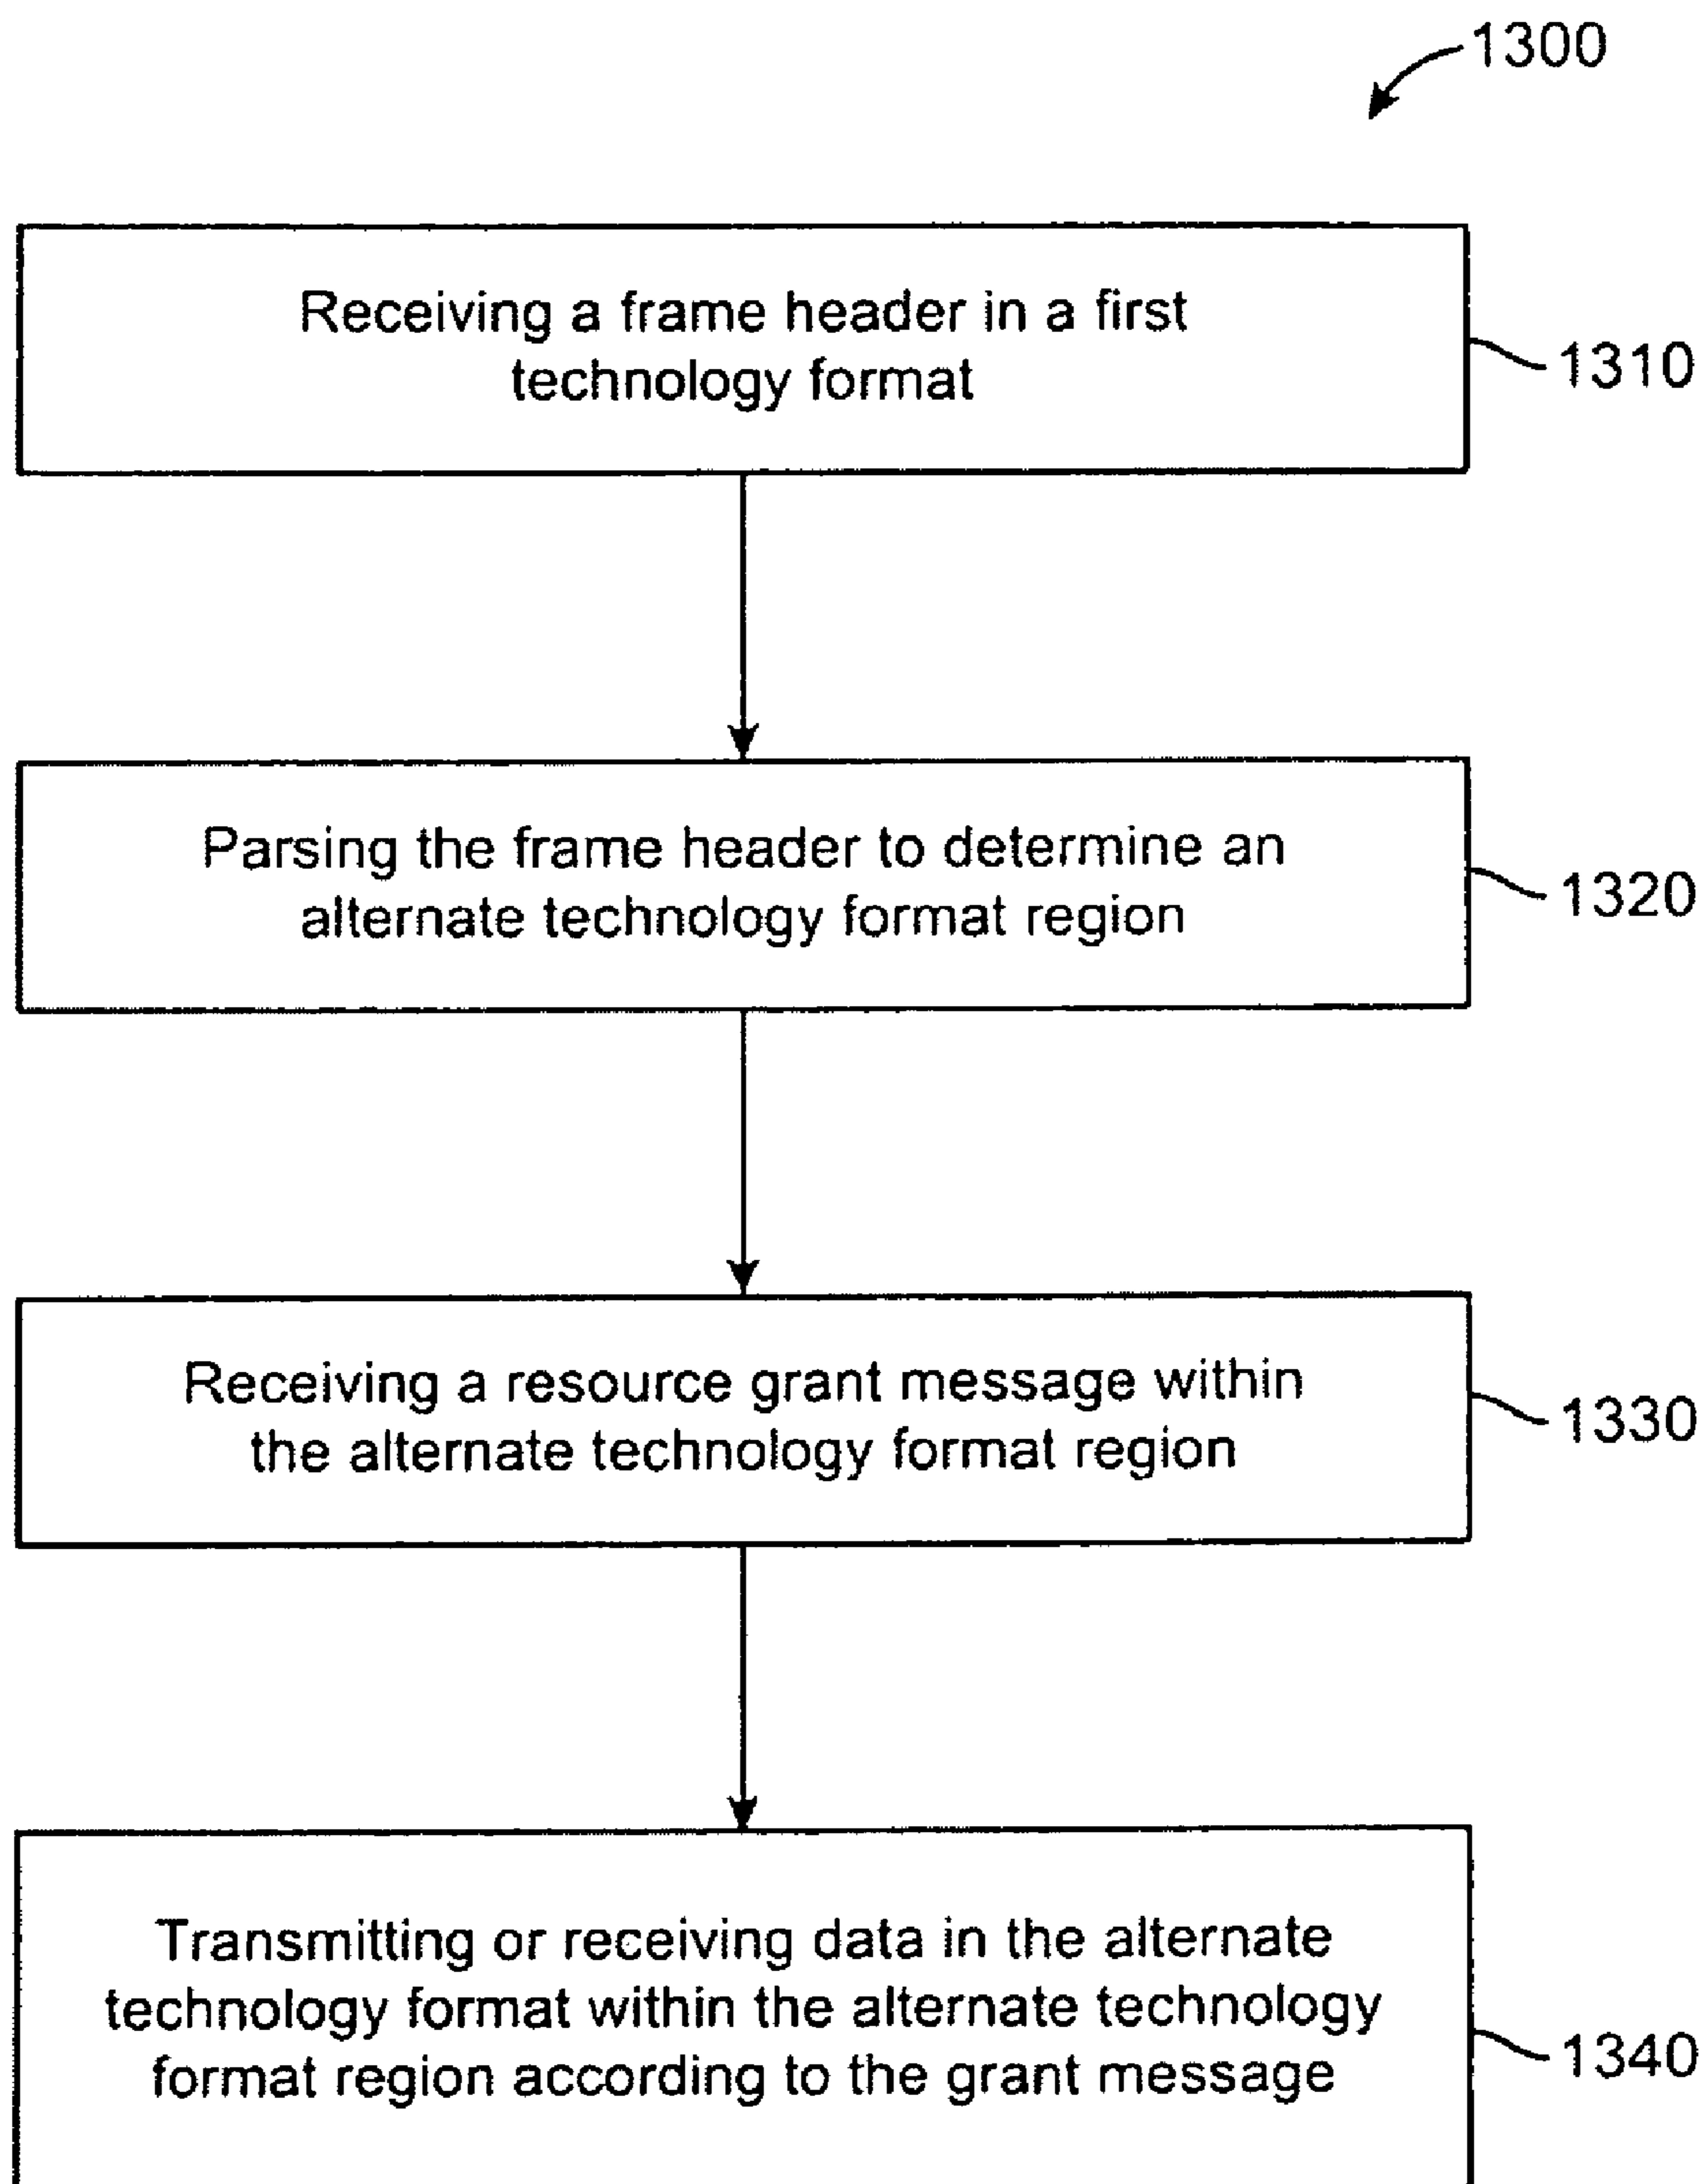 1300
Receiving a frame header in a first
technology format
1310
Parsing the frame header to determine an
alternate technology format region
1320
Receiving a resource grant message within
the alternate technology format region
1330
Transmitting or receiving data in the alternate
technology format within the alternate technology
format region according to the grant message
1340